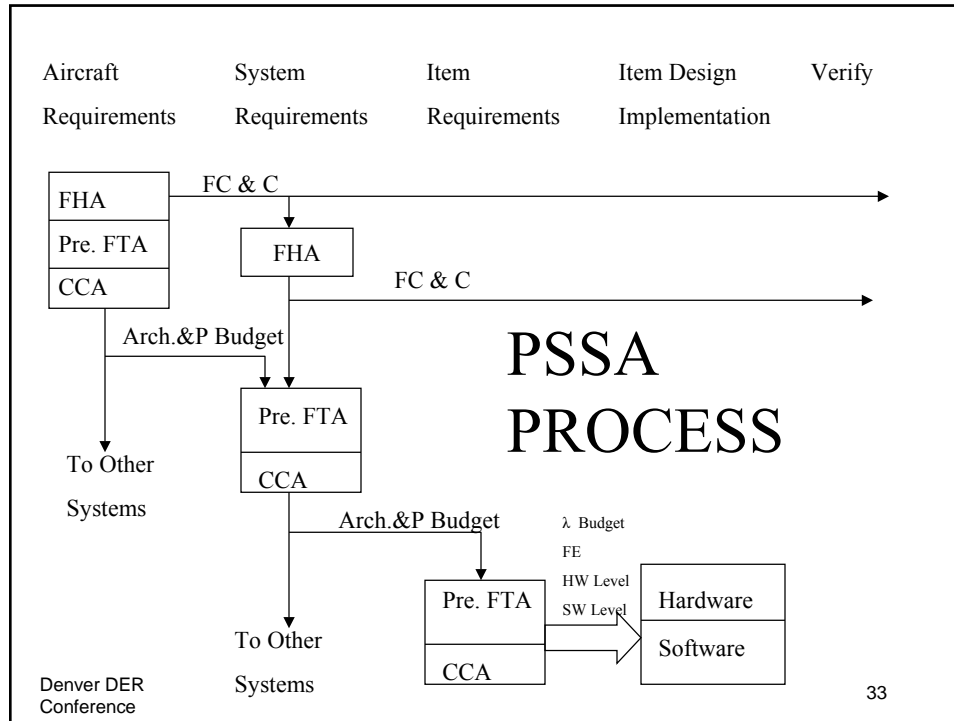 Aircraft Requirements
System Requirements
Item Requirements
Item Design Implementation
Verify
FC & C
FHA
Pre. FTA
CCA
FHA
FC & C
Arch.&P Budget
PSSA
PROCESS
Pre. FTA
CCA
To Other
Systems
Arch.&P Budget
λ Budget
FE
HW Level
SW Level
Pre. FTA
CCA
Hardware
Software
To Other
Systems
Denver DER
Conference
33